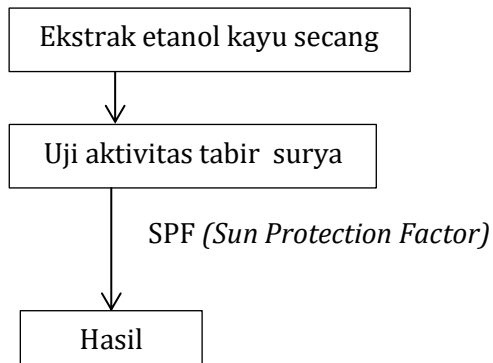 Ekstrak etanol kayu secang
Uji aktivitas tabir surya
SPF (Sun Protection Factor)
Hasil